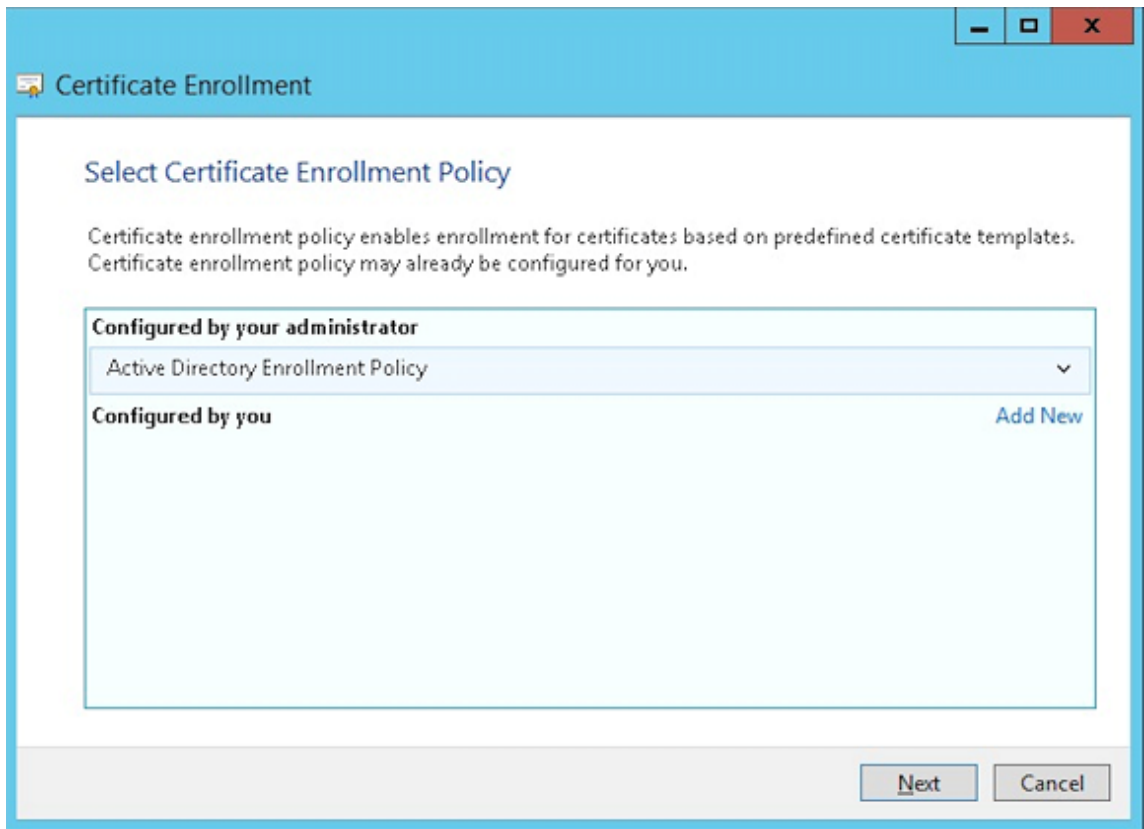 Certificate Enrollment
Select Certificate Enrollment Policy
Certificate enrollment policy enables enrollment for certificates based on predefined certificate templates.
Certificate enrollment policy may already be configured for you.
Configured by your administrator
Active Directory Enrollment Policy
Configured by you Add New
Next Cancel